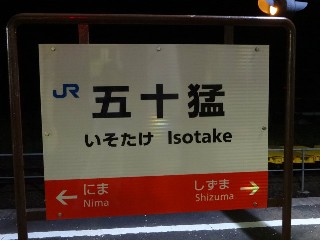 JR 五十猛
いそたけ Isotake
← にま しずま →
Nima Shizuma